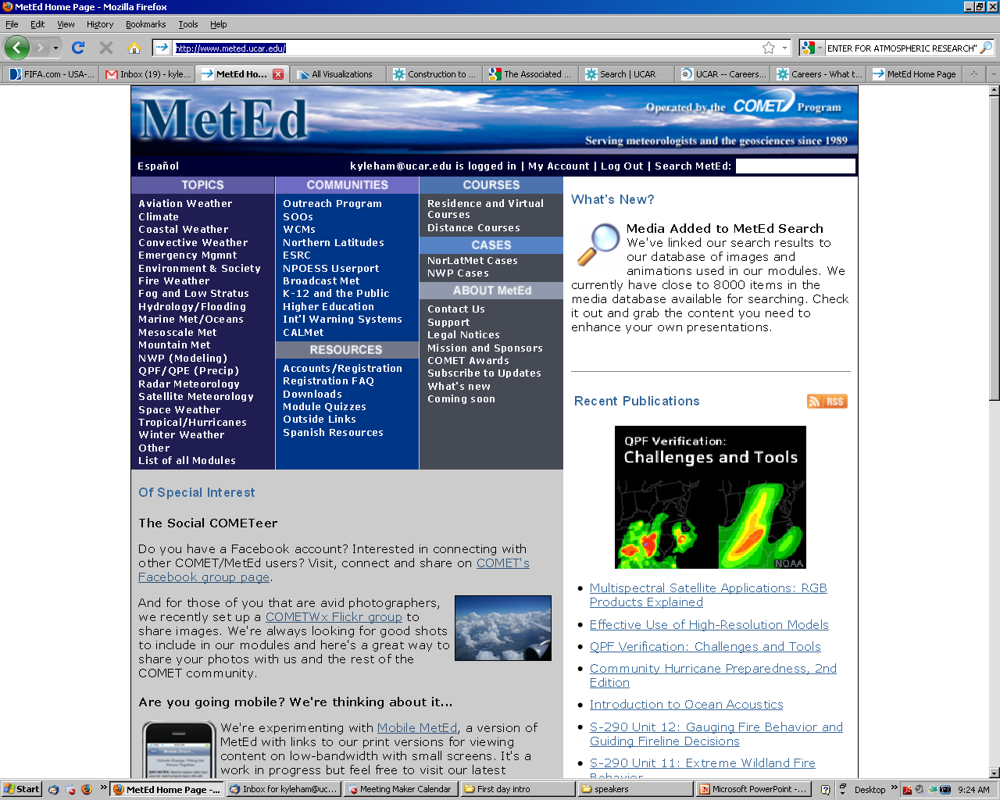 MetEd Home Page - Mozilla Firefox
File Edit View History Bookmarks Tools Help
http://www.meted.ucar.edu/
ENTER FOR ATMOSPHERIC RESEARCH"
FIFA.com - USA-... Inbox (19) - kyle... MetEd Ho... All Visualizations Construction to ... The Associated ... Search | UCAR UCAR -- Careers... Careers - What t... MetEd Home Page
MetEd
Operated by the COMET Program
Serving meteorologists and the geosciences since 1989
Español
kyleham@ucar.edu is logged in | My Account | Log Out | Search MetEd:
TOPICS
Aviation Weather
Climate
Coastal Weather
Convective Weather
Emergency Mgmnt
Environment & Society
Fire Weather
Fog and Low Stratus
Hydrology/Flooding
Marine Met/Oceans
Mesoscale Met
Mountain Met
NWP (Modeling)
QPF/QPE (Precip)
Radar Meteorology
Satellite Meteorology
Space Weather
Tropical/Hurricanes
Winter Weather
Other
List of all Modules
COMMUNITIES
Outreach Program
SOOs
WCMs
Northern Latitudes
ESRC
NPOESS Userport
Broadcast Met
K-12 and the Public
Higher Education
Int'l Warning Systems
CALMet
RESOURCES
Accounts/Registration
Registration FAQ
Downloads
Module Quizzes
Outside Links
Spanish Resources
COURSES
Residence and Virtual
Courses
Distance Courses
CASES
NorLatMet Cases
NWP Cases
ABOUT MetEd
Contact Us
Support
Legal Notices
Mission and Sponsors
COMET Awards
Subscribe to Updates
What's new
Coming soon
What's New?
Media Added to MetEd Search
We've linked our search results to
our database of images and
animations used in our modules. We
currently have close to 8000 items in the
media database available for searching. Check
it out and grab the content you need to
enhance your own presentations.
Recent Publications
RSS
QPF Verification:
Challenges and Tools
NOAA
Multispectral Satellite Applications: RGB
Products Explained
Effective Use of High-Resolution Models
QPF Verification: Challenges and Tools
Community Hurricane Preparedness, 2nd
Edition
Introduction to Ocean Acoustics
S-290 Unit 12: Gauging Fire Behavior and
Guiding Fireline Decisions
S-290 Unit 11: Extreme Wildland Fire
Behavior
Of Special Interest
The Social COMETeer
Do you have a Facebook account? Interested in connecting with
other COMET/MetEd users? Visit, connect and share on COMET's
Facebook group page.
And for those of you that are avid photographers,
we recently set up a COMETWx Flickr group to
share images. We're always looking for good shots
to include in our modules and here's a great way to
share your photos with us and the rest of the
COMET community.
Are you going mobile? We're thinking about it...
We're experimenting with Mobile MetEd, a version of
MetEd with links to our print versions for viewing
content on low-bandwidth with small screens. It's a
work in progress but feel free to visit our latest
Start MetEd Home Page -... Inbox for kyleham@uc... Meeting Maker Calendar First day intro speakers Microsoft PowerPoint -... Desktop 9:24 AM